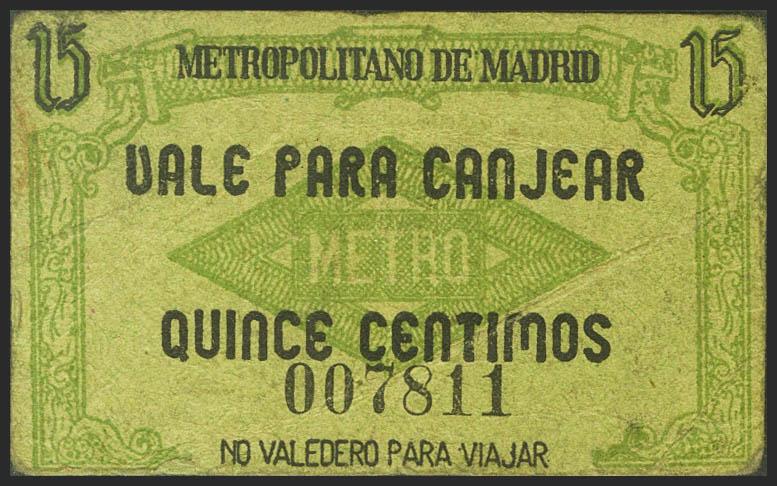 15 METROPOLITANO DE MADRID 15
VALE PARA CANJEAR
METRO
QUINCE CENTIMOS
007811
NO VALEDERO PARA VIAJAR